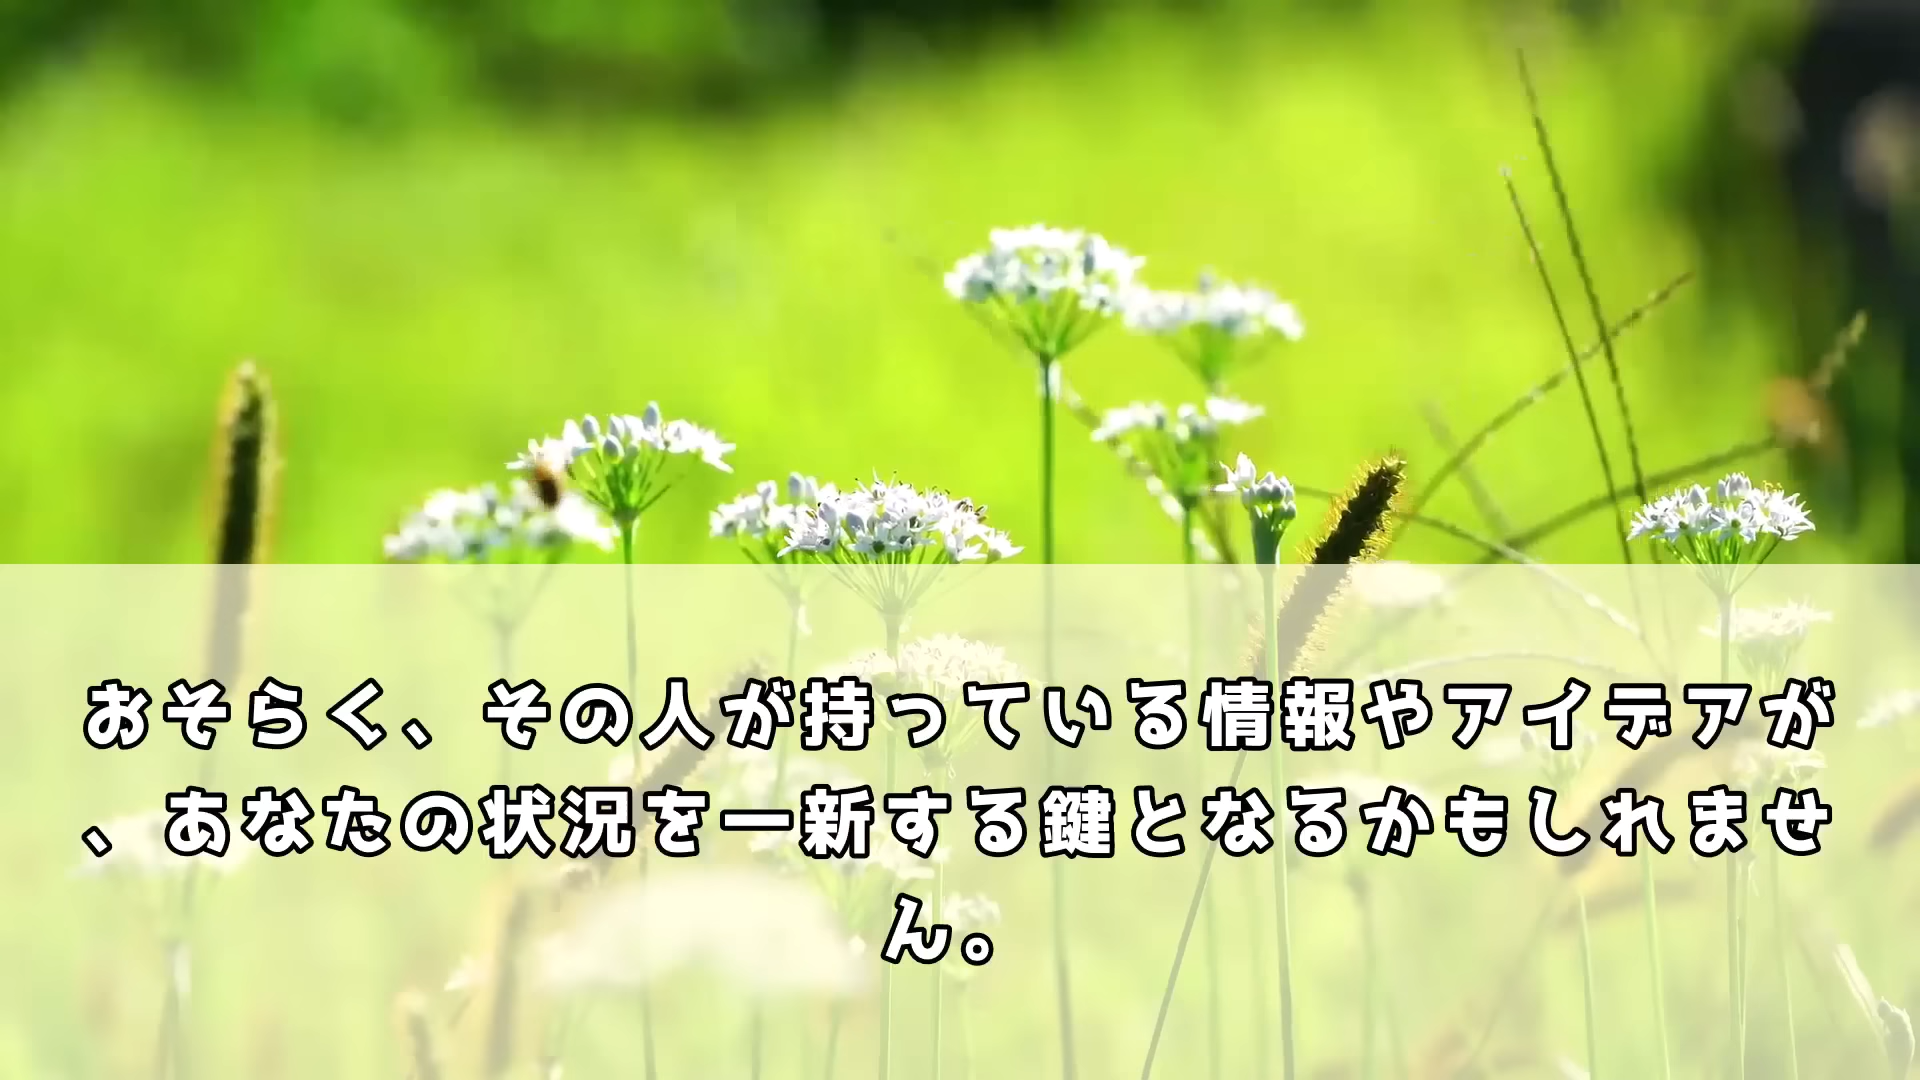 おそらく、その人が持っている情報やアイデアが
、あなたの状況を一新する鍵となるかもしれませ
ん。